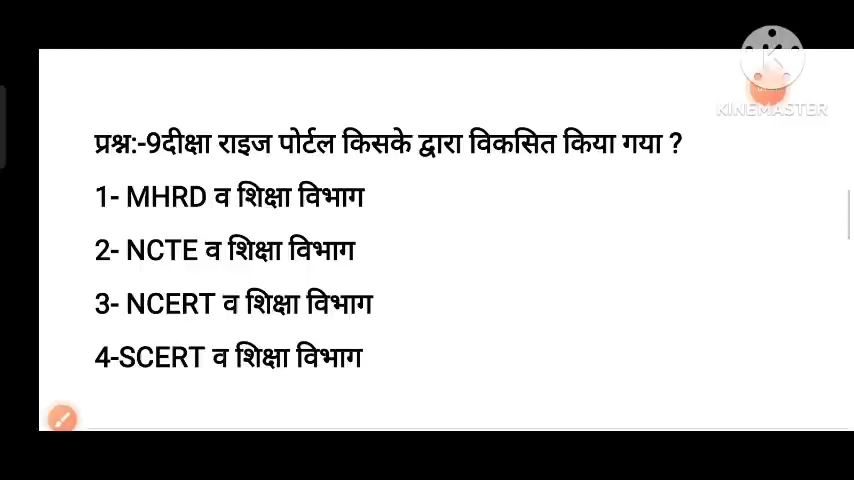 KINEMASTER
प्रश्न:-9दीक्षा राइज पोर्टल किसके द्वारा विकसित किया गया ?
1- MHRD व शिक्षा विभाग
2- NCTE व शिक्षा विभाग
3- NCERT व शिक्षा विभाग
4-SCERT व शिक्षा विभाग